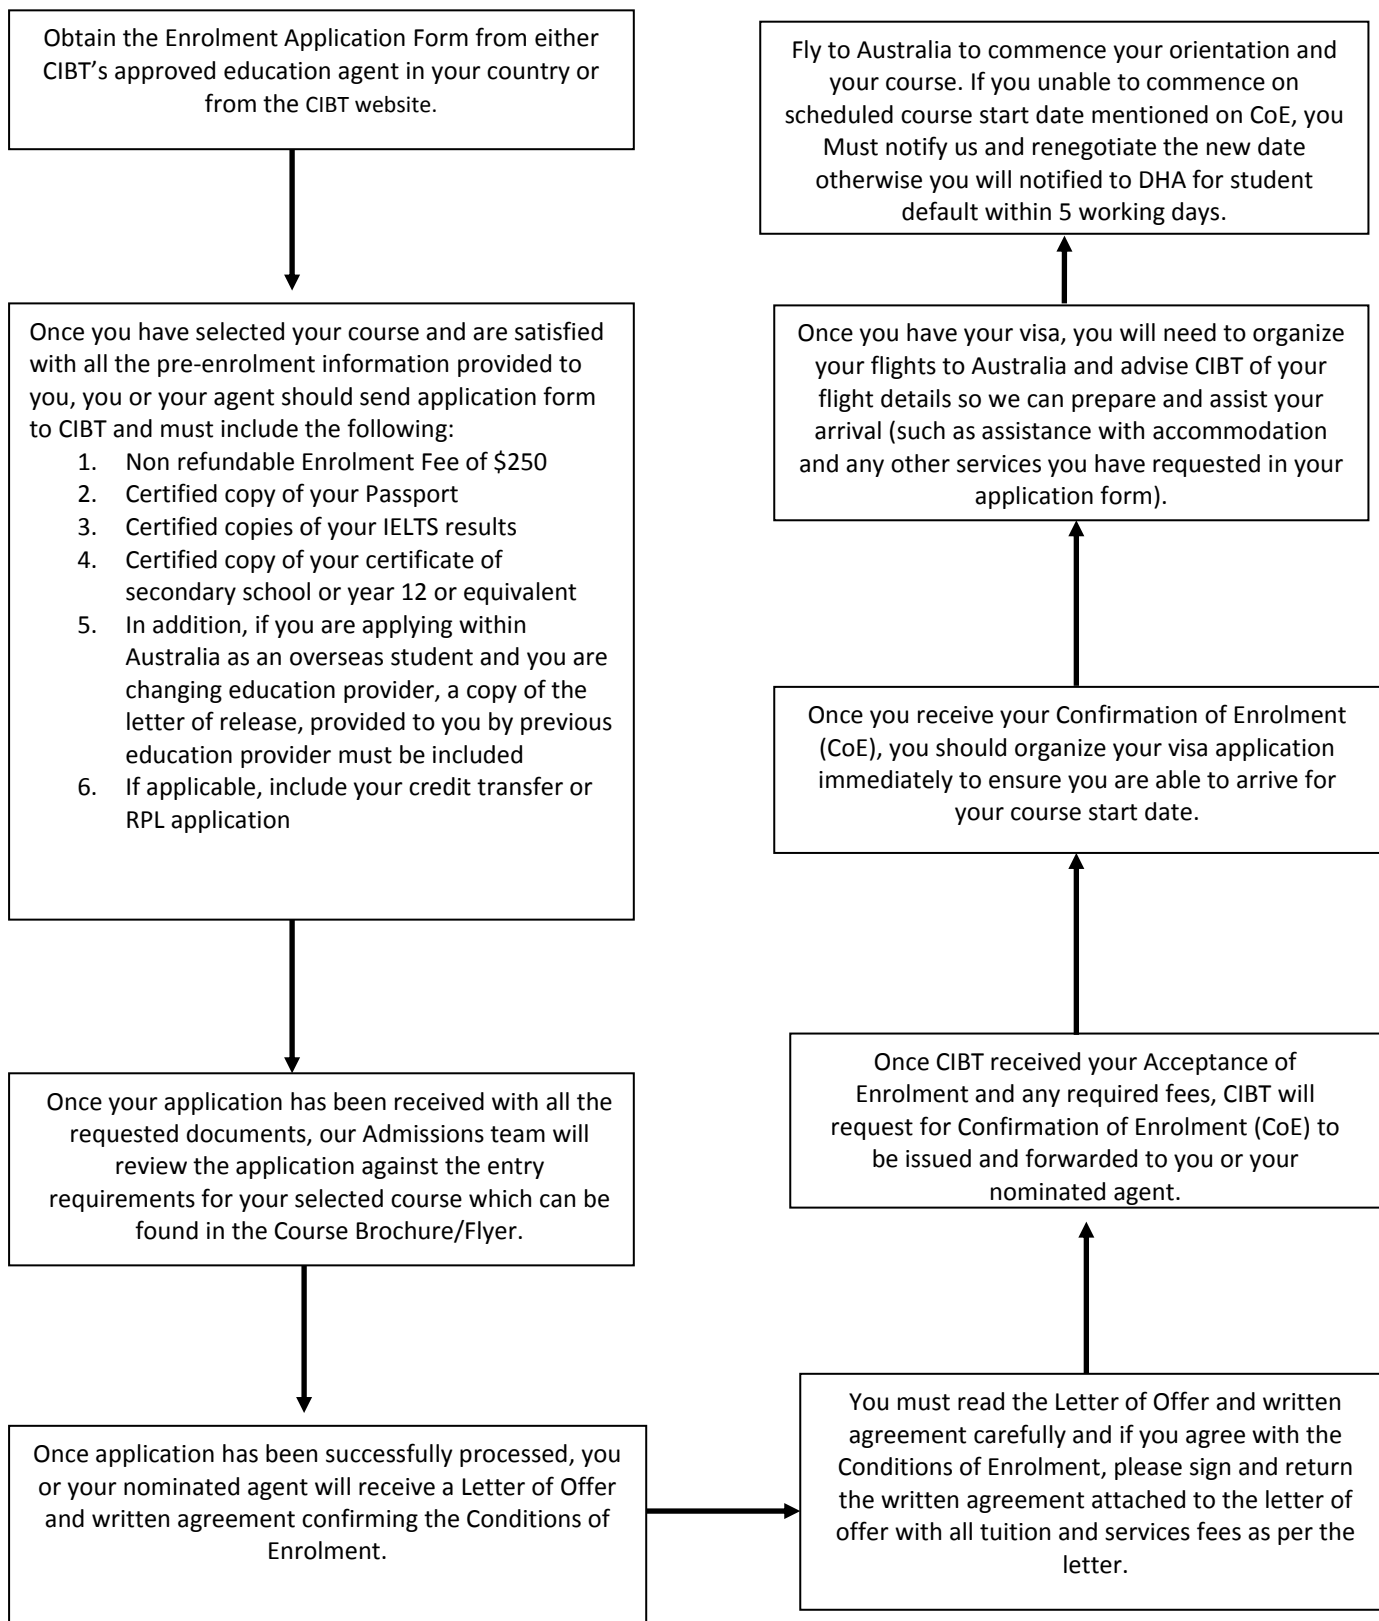 Obtain the Enrolment Application Form from either
CIBT's approved education agent in your country or
from the CIBT website.
Once you have selected your course and are satisfied
with all the pre-enrolment information provided to
you, you or your agent should send application form
to CIBT and must include the following:
1. Non refundable Enrolment Fee of $250
2. Certified copy of your Passport
3. Certified copies of your IELTS results
4. Certified copy of your certificate of
secondary school or year 12 or equivalent
5. In addition, if you are applying within
Australia as an overseas student and you are
changing education provider, a copy of the
letter of release, provided to you by previous
education provider must be included
6. If applicable, include your credit transfer or
RPL application
Once your application has been received with all the
requested documents, our Admissions team will
review the application against the entry
requirements for your selected course which can be
found in the Course Brochure/Flyer.
Once application has been successfully processed, you
or your nominated agent will receive a Letter of Offer
and written agreement confirming the Conditions of
Enrolment.
You must read the Letter of Offer and written
agreement carefully and if you agree with the
Conditions of Enrolment, please sign and return
the written agreement attached to the letter of
offer with all tuition and services fees as per the
letter.
Once CIBT received your Acceptance of
Enrolment and any required fees, CIBT will
request for Confirmation of Enrolment (CoE) to
be issued and forwarded to you or your
nominated agent.
Once you receive your Confirmation of Enrolment
(CoE), you should organize your visa application
immediately to ensure you are able to arrive for
your course start date.
Once you have your visa, you will need to organize
your flights to Australia and advise CIBT of your
flight details so we can prepare and assist your
arrival (such as assistance with accommodation
and any other services you have requested in your
application form).
Fly to Australia to commence your orientation and
your course. If you unable to commence on
scheduled course start date mentioned on CoE, you
Must notify us and renegotiate the new date
otherwise you will notified to DHA for student
default within 5 working days.